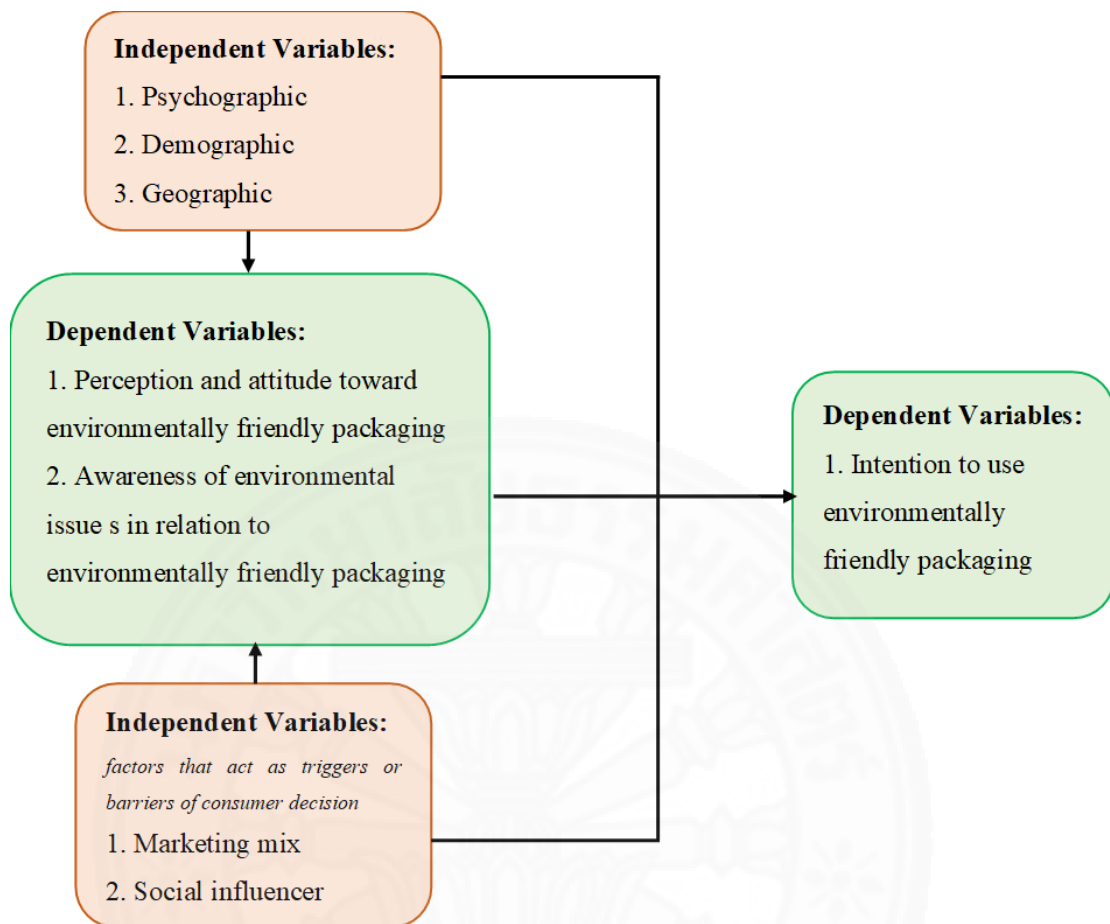 Independent Variables:
1. Psychographic
2. Demographic
3. Geographic
Dependent Variables:
1. Perception and attitude toward
environmentally friendly packaging
2. Awareness of environmental
issue s in relation to
environmentally friendly packaging
Dependent Variables:
1. Intention to use
environmentally
friendly packaging
Independent Variables:
factors that act as triggers or
barriers of consumer decision
1. Marketing mix
2. Social influencer